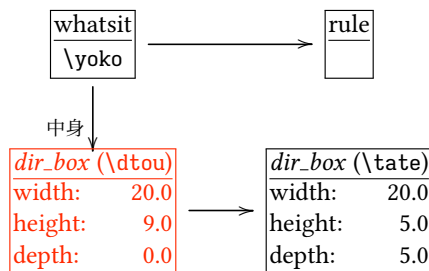 whatsit
\yoko
rule
中身
dir_box (\dtou)
width: 20.0
height: 9.0
depth: 0.0
dir_box (\tate)
width: 20.0
height: 5.0
depth: 5.0